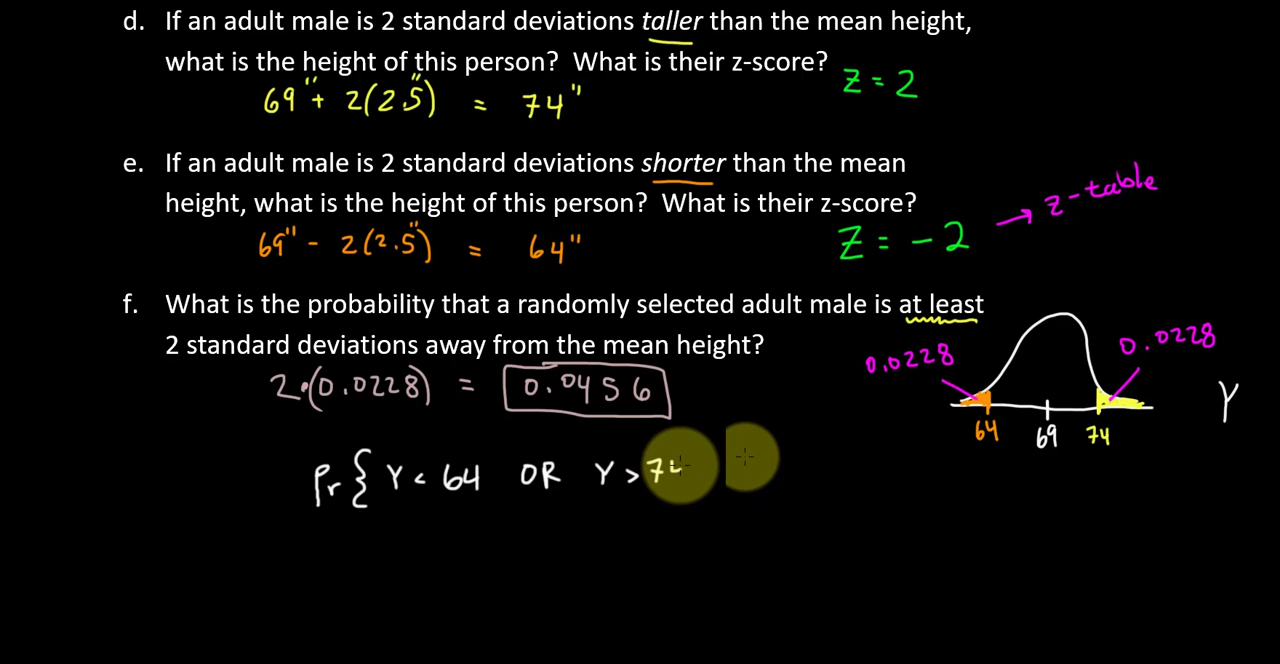 d. If an adult male is 2 standard deviations taller than the mean height,
what is the height of this person? What is their z-score?
69" + 2(2.5") = 74"
Z = 2
e. If an adult male is 2 standard deviations shorter than the mean
height, what is the height of this person? What is their z-score?
69" - 2(2.5") = 64"
Z = -2 → z-table
f. What is the probability that a randomly selected adult male is at least
2 standard deviations away from the mean height?
0.0228
0.0228
2·(0.0228) = 0.0456
64 69 74 Y
Pr { Y < 64 OR Y > 74